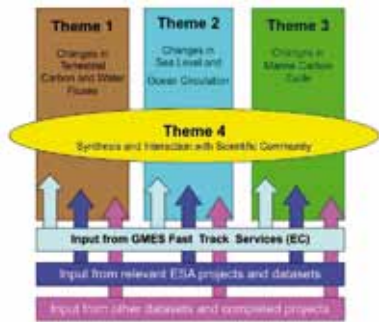 Theme 1
Changes in
Terrestrial
Carbon and Water
Fluxes
Theme 2
Changes in
Sea Level and
Ocean Circulation
Theme 3
Changes in
Marine Carbon
Cycle
Theme 4
Synthesis and Interaction with Scientific Community
Input from GMES Fast Track Services (EC)
Input from relevant ESA projects and datasets
Input from other datasets and completed projects